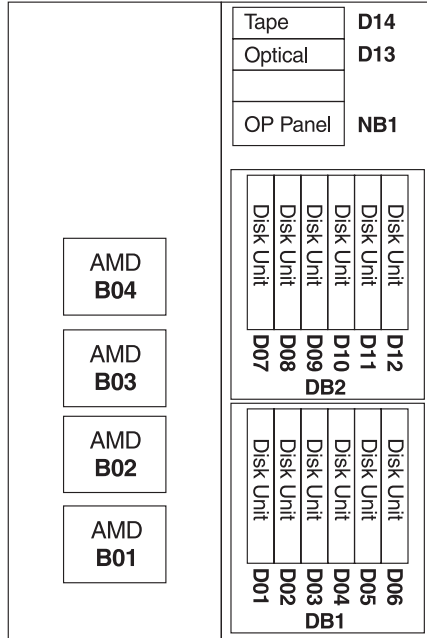 Tape D14
Optical D13
OP Panel NB1
AMD
B04
AMD
B03
AMD
B02
AMD
B01
Disk Unit Disk Unit Disk Unit Disk Unit Disk Unit Disk Unit
D07 D08 D09 D10 D11 D12
DB2
Disk Unit Disk Unit Disk Unit Disk Unit Disk Unit Disk Unit
D01 D02 D03 D04 D05 D06
DB1